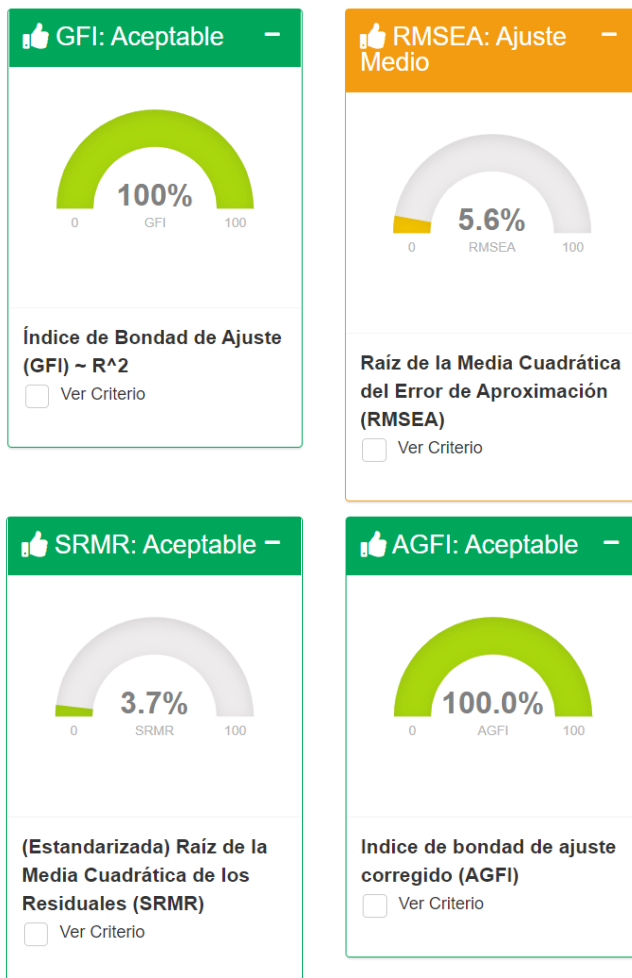 GFI: Aceptable −
100%
0 GFI 100
Índice de Bondad de Ajuste
(GFI) ~ R^2
Ver Criterio
RMSEA: Ajuste −
Medio
5.6%
0 RMSEA 100
Raíz de la Media Cuadrática
del Error de Aproximación
(RMSEA)
Ver Criterio
SRMR: Aceptable −
3.7%
0 SRMR 100
(Estandarizada) Raíz de la
Media Cuadrática de los
Residuales (SRMR)
Ver Criterio
AGFI: Aceptable −
100.0%
0 AGFI 100
Indice de bondad de ajuste
corregido (AGFI)
Ver Criterio